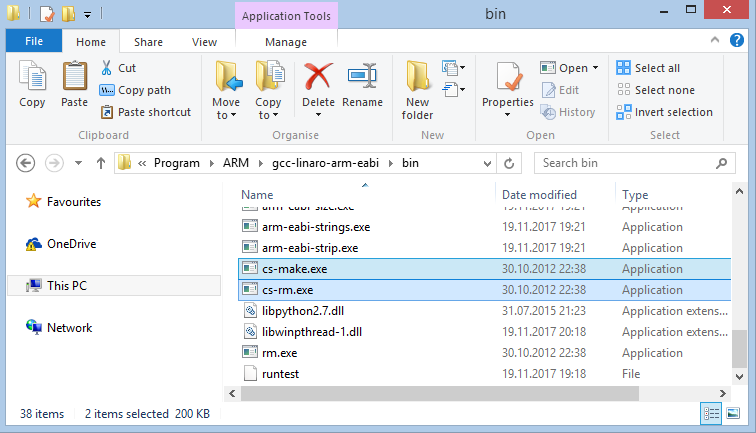 Application Tools
bin
File Home Share View Manage
Copy
Paste
Cut
Copy path
Paste shortcut
Clipboard
Move to
Copy to
Delete
Rename
Organise
New folder
New
Properties
Open
Edit
History
Open
Select all
Select none
Invert selection
Select
« Program ARM gcc-linaro-arm-eabi bin
Search bin
Favourites
OneDrive
This PC
Network
Name Date modified Type
arm-eabi-size.exe 19.11.2017 19:21 Application
arm-eabi-strings.exe 19.11.2017 19:21 Application
arm-eabi-strip.exe 19.11.2017 19:21 Application
cs-make.exe 30.10.2012 22:38 Application
cs-rm.exe 30.10.2012 22:38 Application
libpython2.7.dll 31.07.2015 21:23 Application extens...
libwinpthread-1.dll 19.11.2017 20:18 Application extens...
rm.exe 30.10.2012 22:38 Application
runtest 19.11.2017 19:18 File
38 items 2 items selected 200 KB